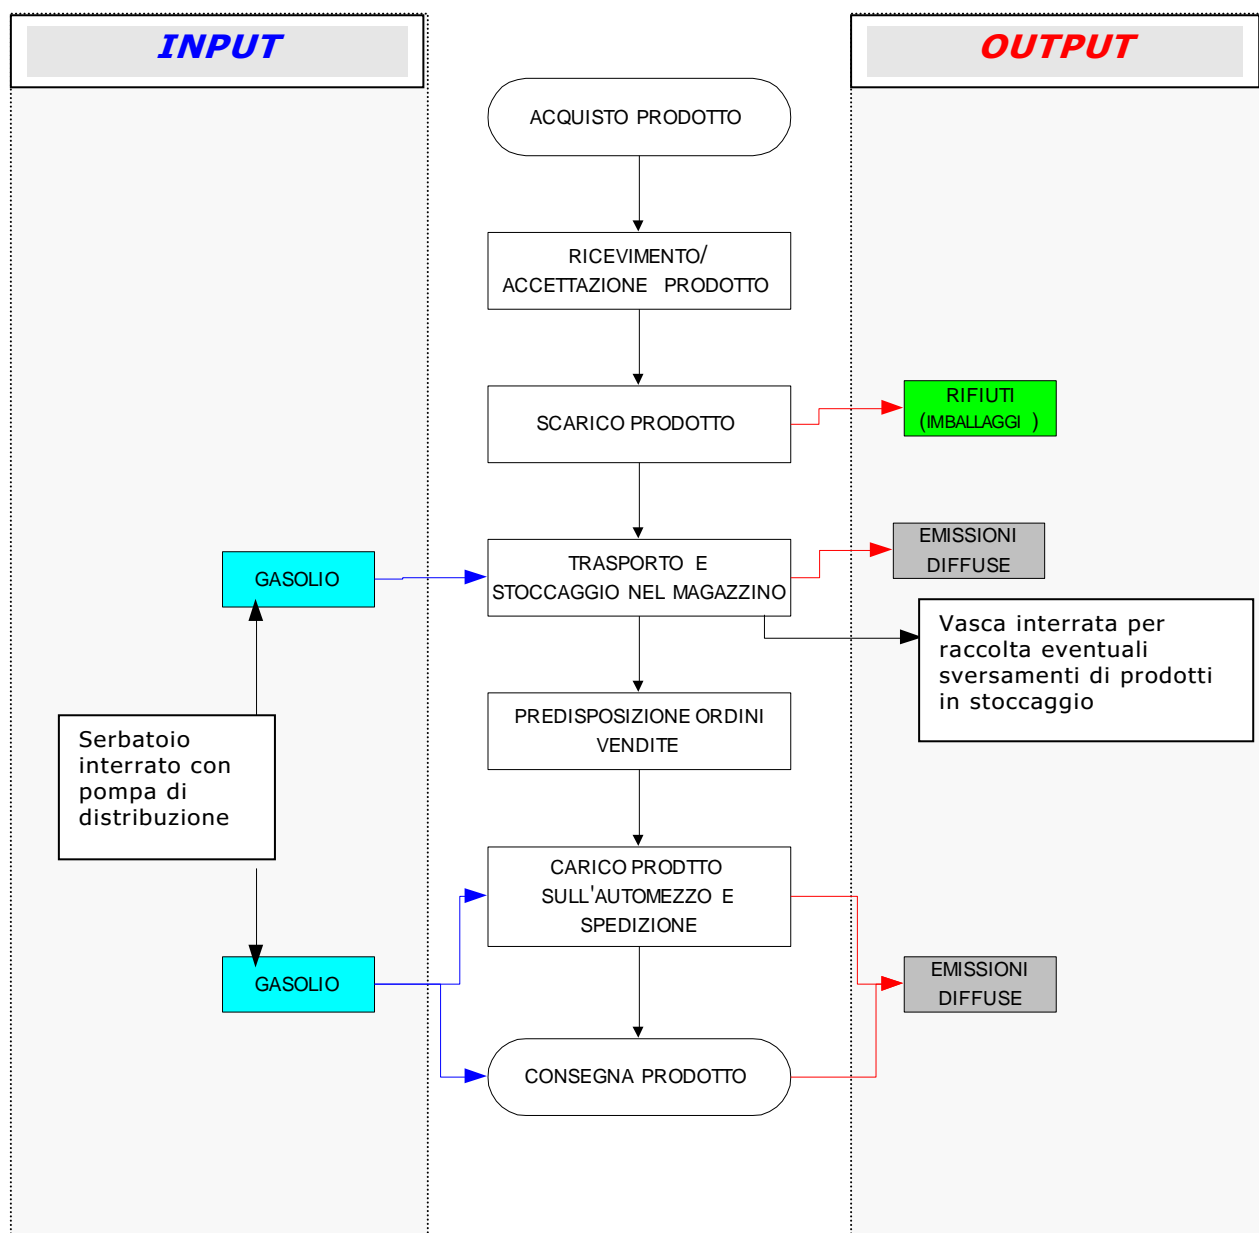 INPUT
OUTPUT
ACQUISTO PRODOTTO
RICEVIMENTO/
ACCETTAZIONE PRODOTTO
SCARICO PRODOTTO
RIFIUTI
(IMBALLAGGI )
GASOLIO
TRASPORTO E
STOCCAGGIO NEL MAGAZZINO
EMISSIONI
DIFFUSE
Vasca interrata per
raccolta eventuali
sversamenti di prodotti
in stoccaggio
Serbatoio
interrato con
pompa di
distribuzione
PREDISPOSIZIONE ORDINI
VENDITE
CARICO PRODTTO
SULL'AUTOMEZZO E
SPEDIZIONE
GASOLIO
EMISSIONI
DIFFUSE
CONSEGNA PRODOTTO